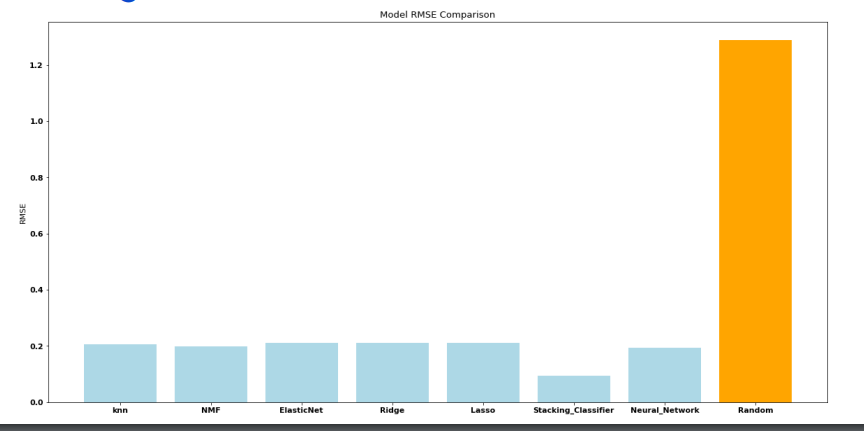 Model RMSE Comparison
1.2
1.0
0.8
RMSE
0.6
0.4
0.2
0.0
knn NMF ElasticNet Ridge Lasso Stacking_Classifier Neural_Network Random